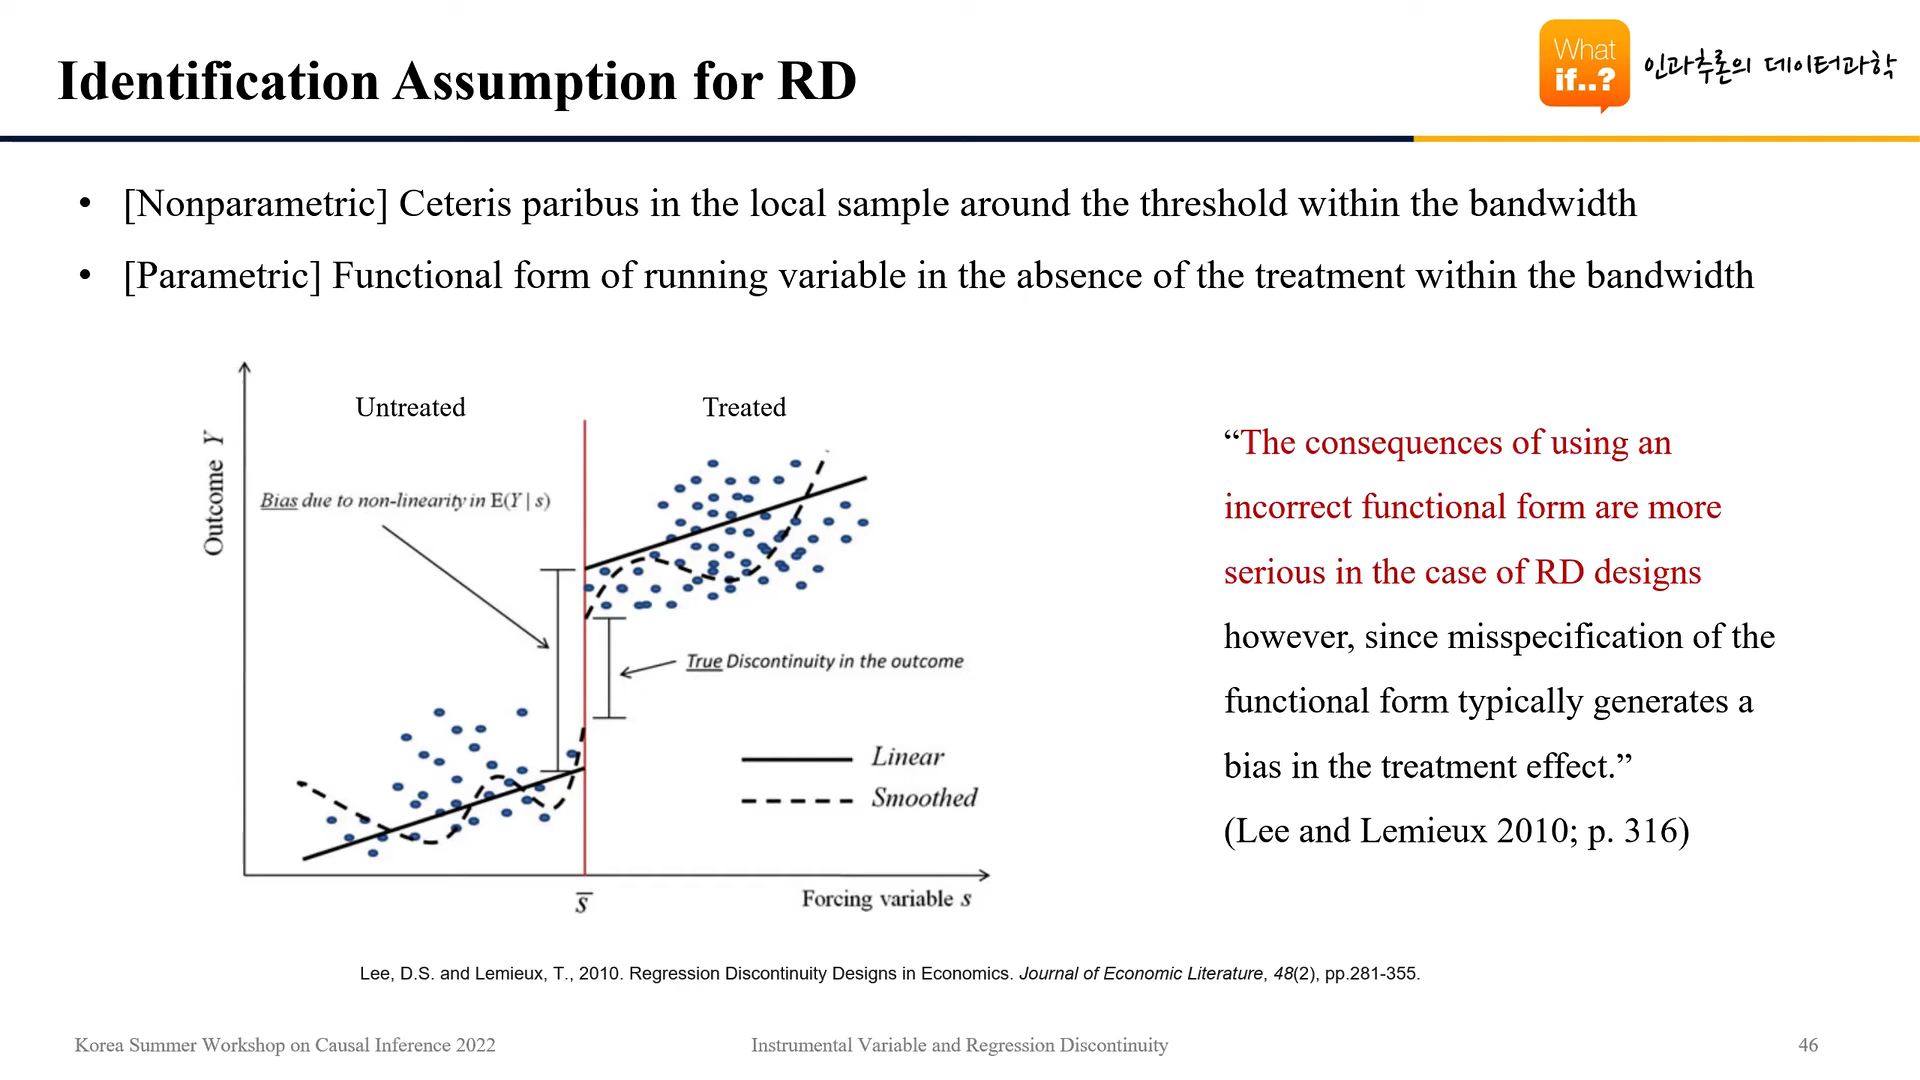 Identification Assumption for RD
What
if..?
인과추론의 데이터과학
• [Nonparametric] Ceteris paribus in the local sample around the threshold within the bandwidth
• [Parametric] Functional form of running variable in the absence of the treatment within the bandwidth
Untreated
Treated
Outcome Y
Bias due to non-linearity in E(Y | s)
True Discontinuity in the outcome
Linear
Smoothed
s̅
Forcing variable s
“The consequences of using an
incorrect functional form are more
serious in the case of RD designs
however, since misspecification of the
functional form typically generates a
bias in the treatment effect.”
(Lee and Lemieux 2010; p. 316)
Lee, D.S. and Lemieux, T., 2010. Regression Discontinuity Designs in Economics. Journal of Economic Literature, 48(2), pp.281-355.
Korea Summer Workshop on Causal Inference 2022
Instrumental Variable and Regression Discontinuity
46